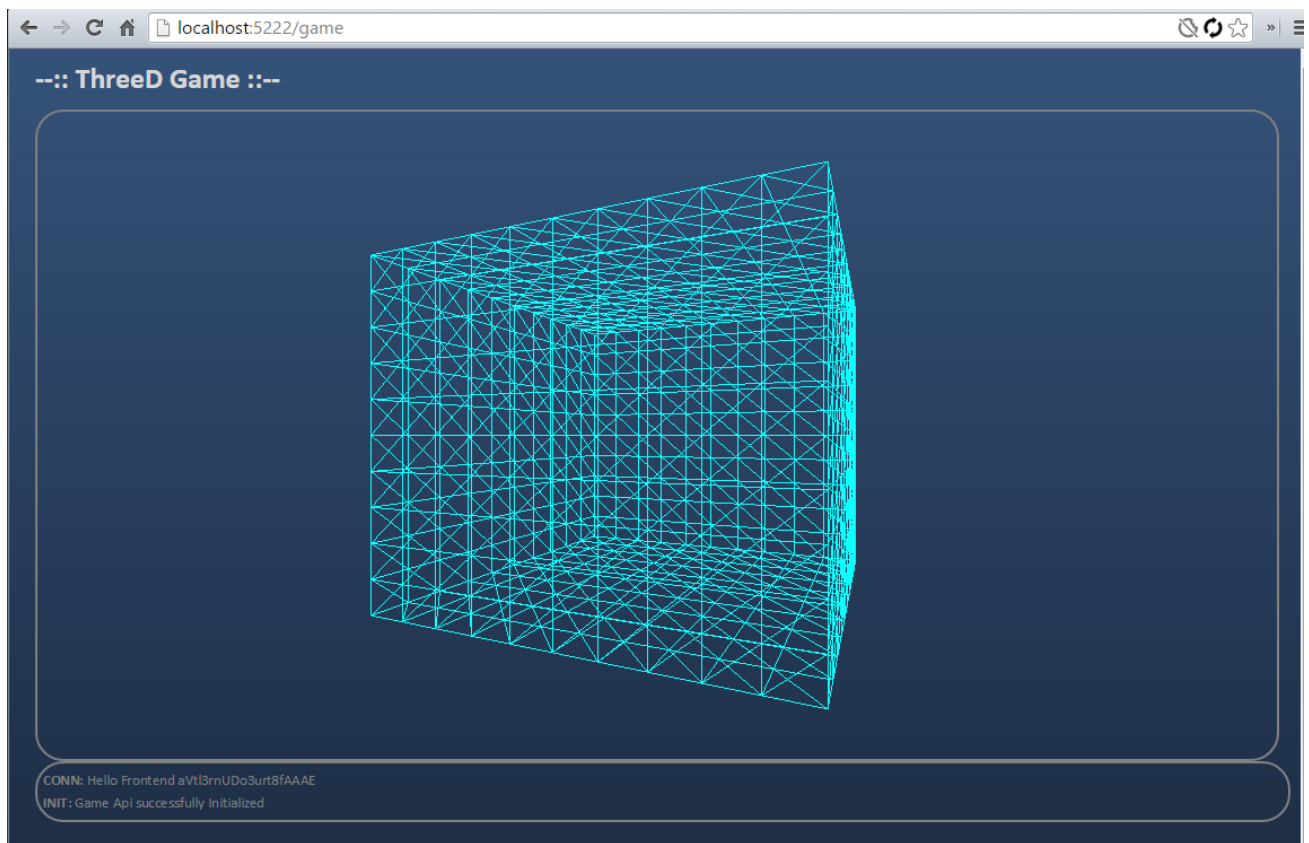 localhost:5222/game
--:: ThreeD Game ::--
CONN: Hello Frontend aVtl3rnUDo3urt8fAAAE
INIT: Game Api successfully Initialized